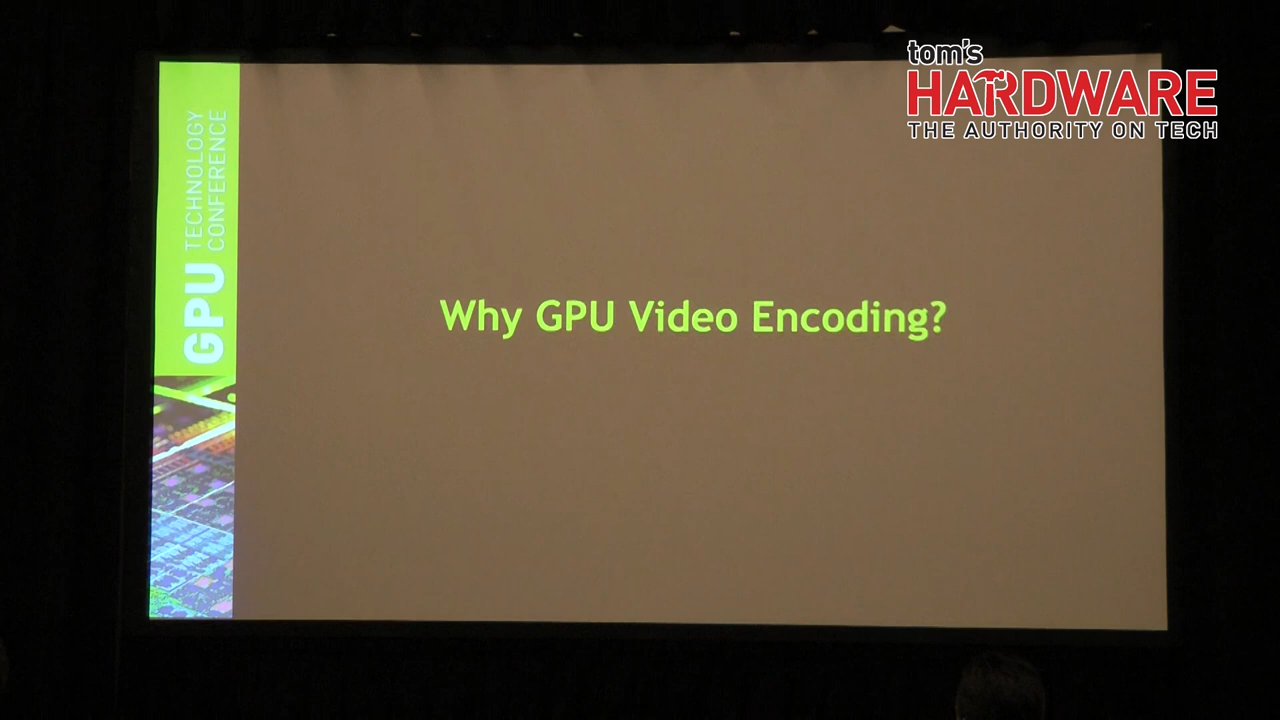 tom's
HARDWARE
THE AUTHORITY ON TECH
GPU TECHNOLOGY
CONFERENCE
Why GPU Video Encoding?